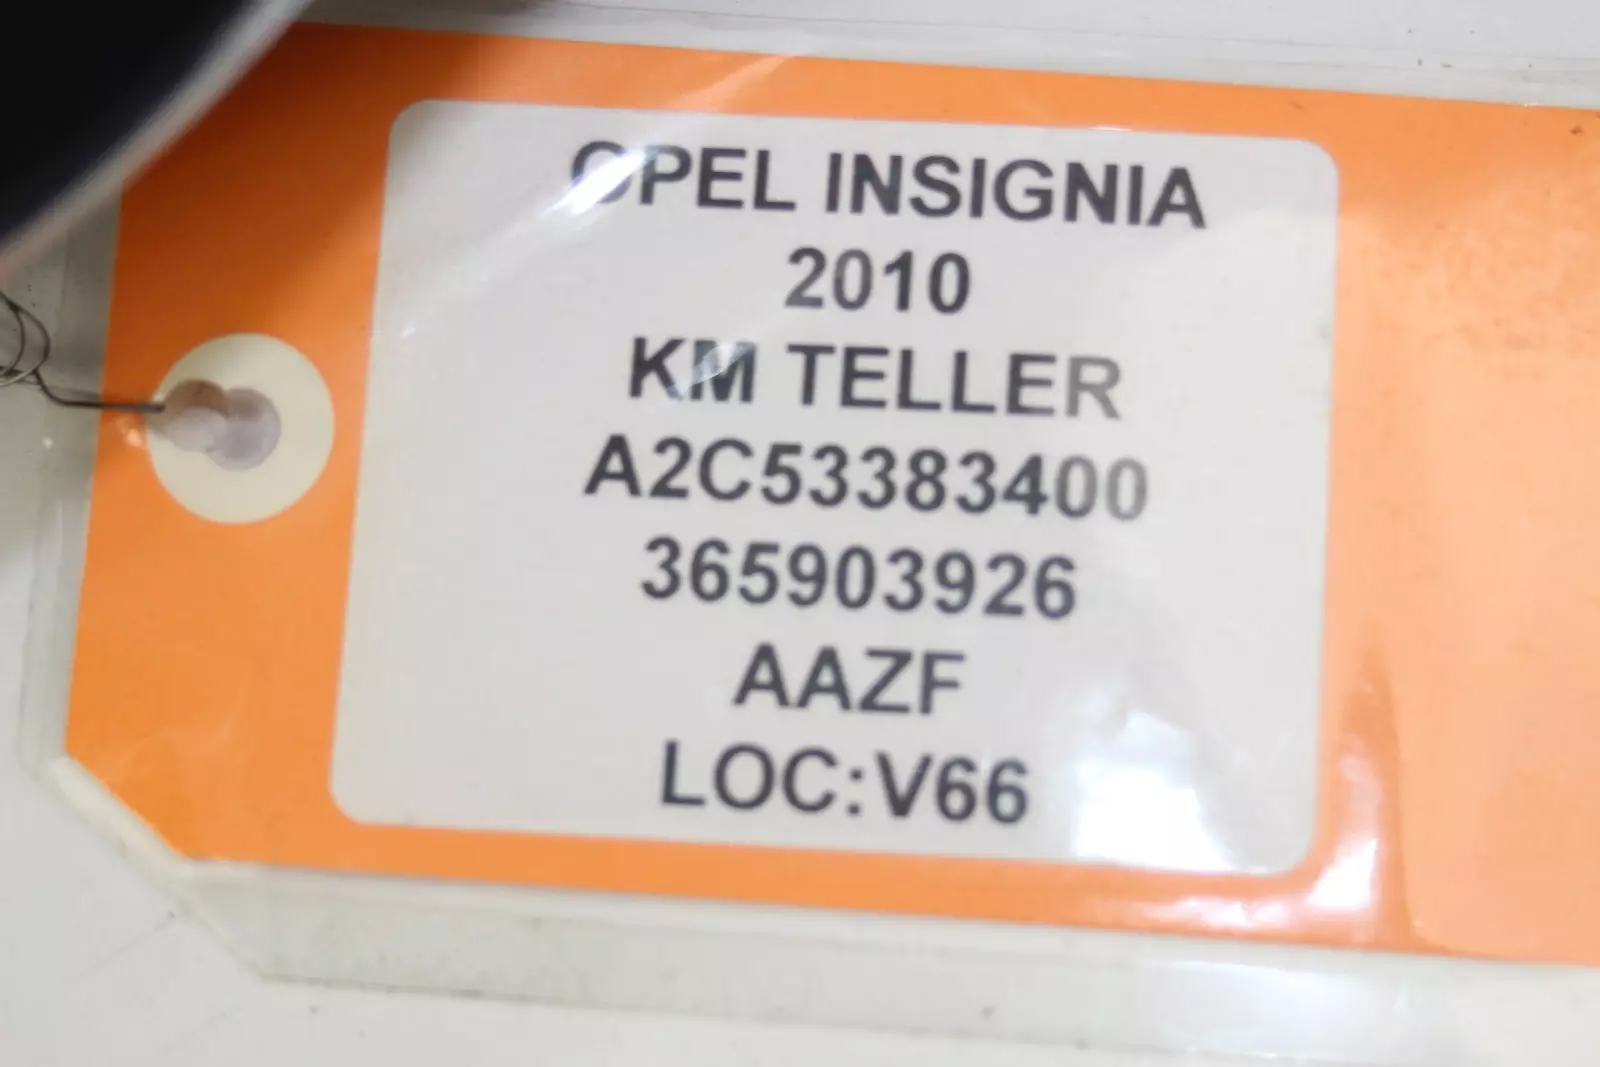 OPEL INSIGNIA
2010
KM TELLER
A2C53383400
365903926
AAZF
LOC:V66